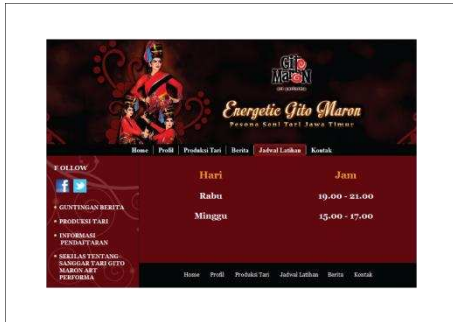 Gito
Maron
ART PERFORMA
Energetic Gito Maron
Pesona Seni Tari Jawa Timur
Home Profil Produksi Tari Berita Jadwal Latihan Kontak
FOLLOW
Hari Jam
Rabu 19.00 - 21.00
Minggu 15.00 - 17.00
• GUNTINGAN BERITA
• PRODUKSI TARI
• INFORMASI
PENDAFTARAN
• SEKILAS TENTANG
SANGGAR TARI GITO
MARON ART
PERFORMA
Home Profil Produksi Tari Jadwal Latihan Berita Kontak